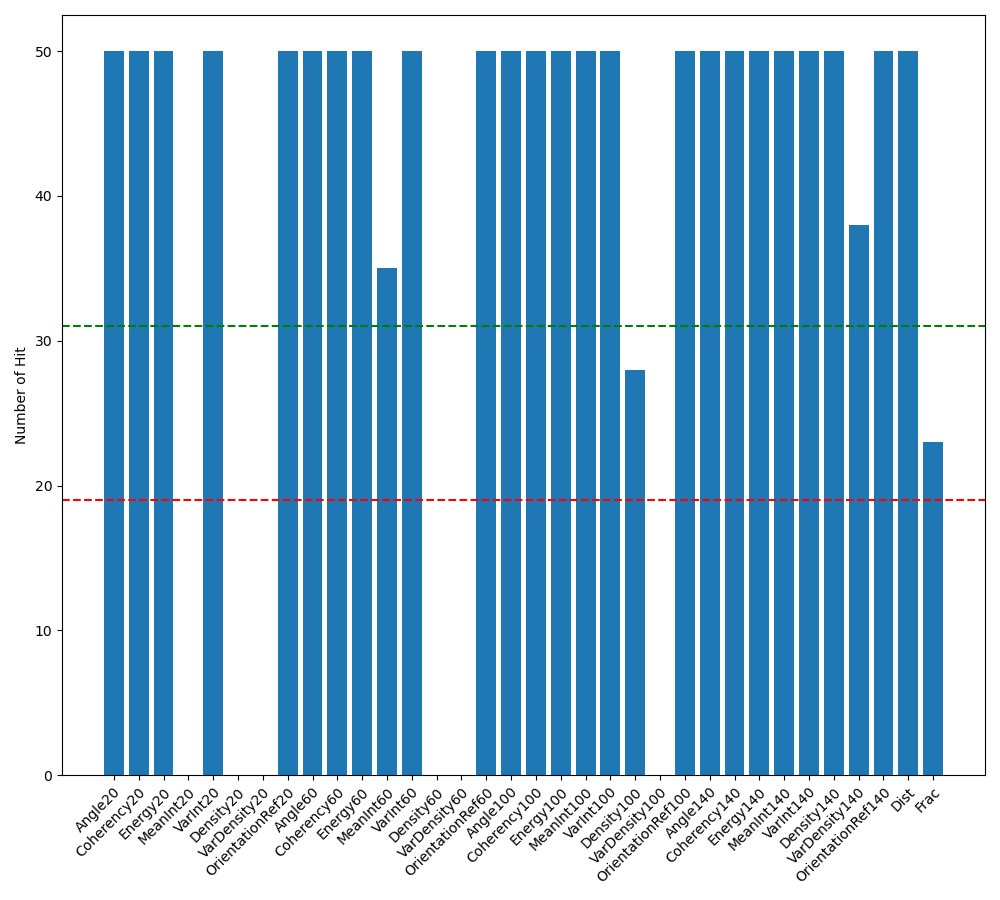 50
40
30
20
10
0
Number of Hit
Angle20
Coherency20
Energy20
MeanInt20
VarInt20
Density20
VarDensity20
OrientationRef20
Angle60
Coherency60
Energy60
MeanInt60
VarInt60
Density60
VarDensity60
OrientationRef60
Angle100
Coherency100
Energy100
MeanInt100
VarInt100
Density100
VarDensity100
OrientationRef100
Angle140
Coherency140
Energy140
MeanInt140
VarInt140
Density140
VarDensity140
OrientationRef140
Dist
Frac